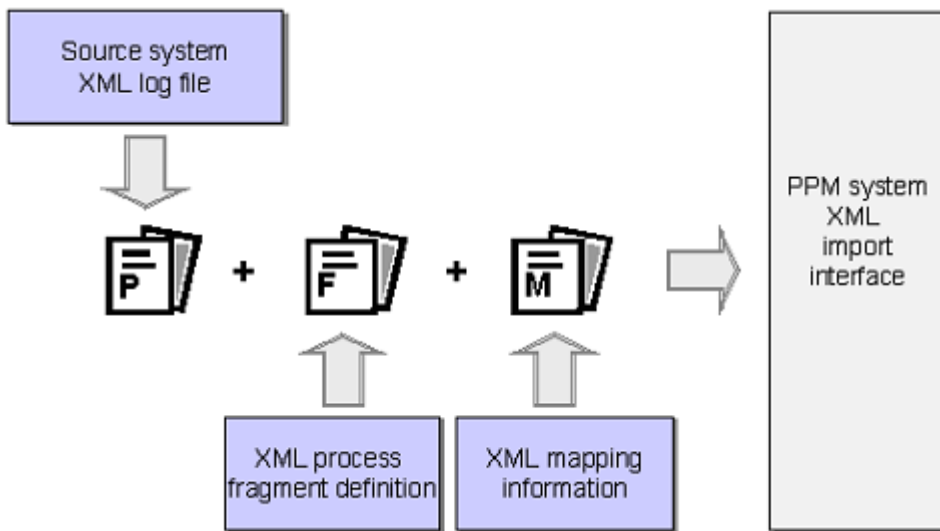 Source system
XML log file
PPM system
XML
import
interface
P + F + M
XML process
fragment definition
XML mapping
information